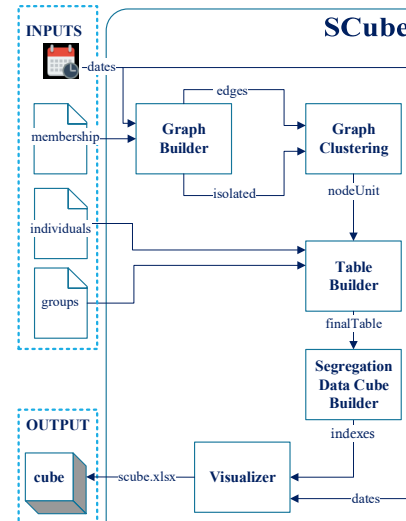 SCube
INPUTS
dates
edges
membership
Graph
Builder
Graph
Clustering
isolated
nodeUnit
individuals
Table
Builder
groups
finalTable
Segregation
Data Cube
Builder
OUTPUT
indexes
cube
scube.xlsx
Visualizer
dates